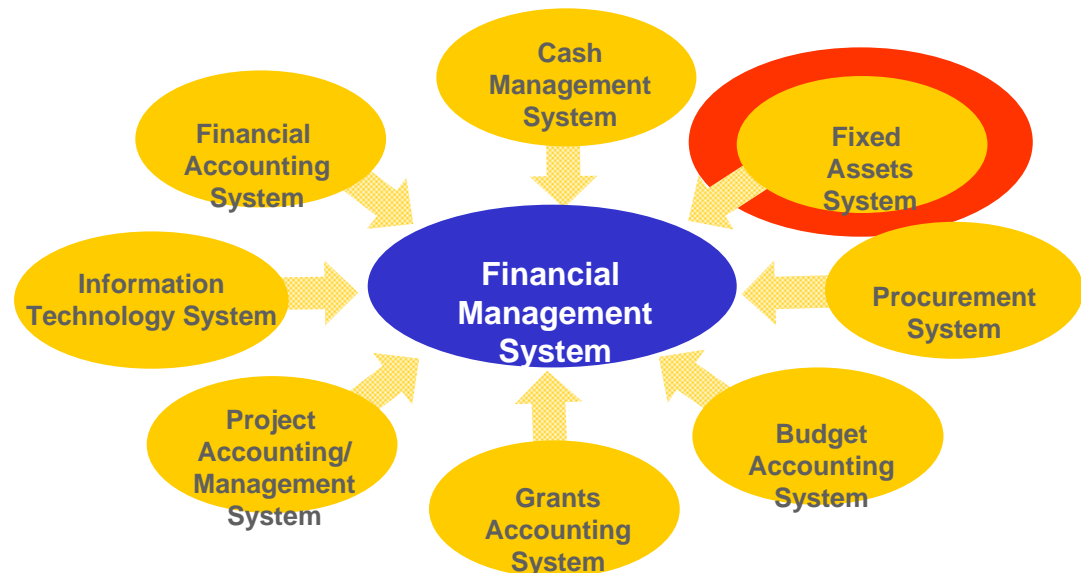 Cash
Management
System
Financial
Accounting
System
Fixed
Assets
System
Information
Technology System
Financial
Management
System
Procurement
System
Project
Accounting/
Management
System
Grants
Accounting
System
Budget
Accounting
System